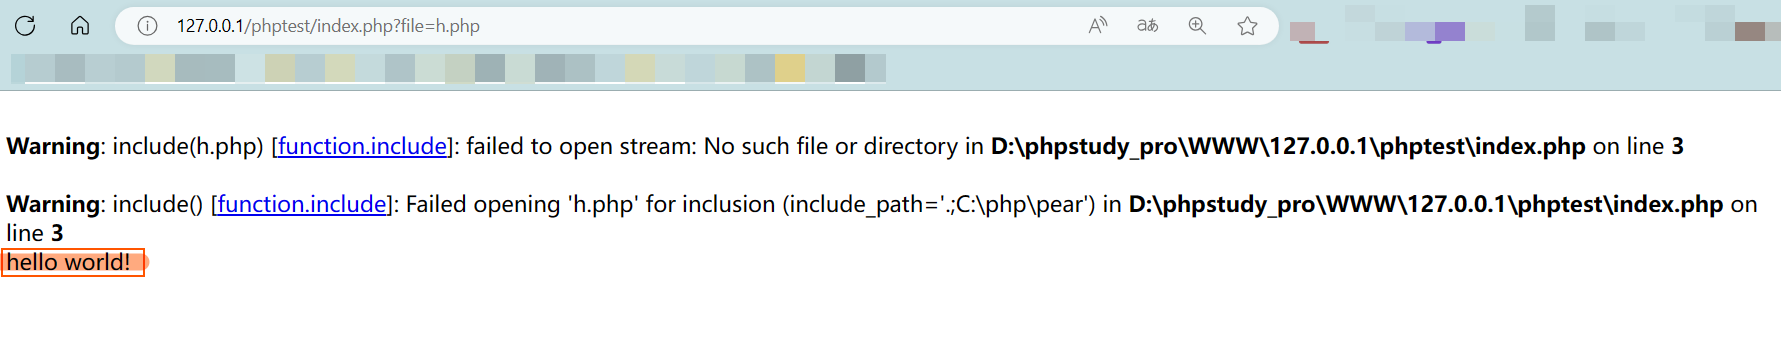 127.0.0.1/phptest/index.php?file=h.php
Warning: include(h.php) [function.include]: failed to open stream: No such file or directory in D:\phpstudy_pro\WWW\127.0.0.1\phptest\index.php on line 3
Warning: include() [function.include]: Failed opening 'h.php' for inclusion (include_path='.;C:\php\pear') in D:\phpstudy_pro\WWW\127.0.0.1\phptest\index.php on
line 3
hello world!